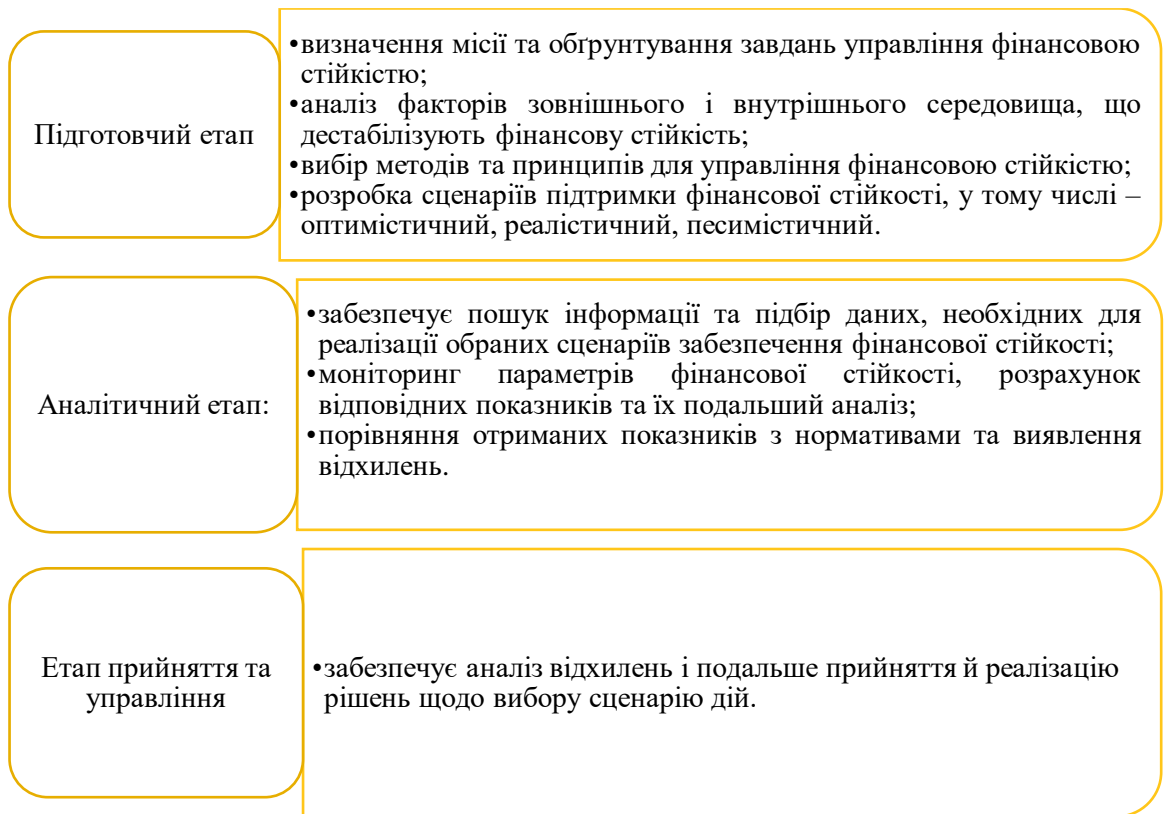 Підготовчий етап
•визначення місії та обґрунтування завдань управління фінансовою
стійкістю;
•аналіз факторів зовнішнього і внутрішнього середовища, що
дестабілізують фінансову стійкість;
•вибір методів та принципів для управління фінансовою стійкістю;
•розробка сценаріїв підтримки фінансової стійкості, у тому числі –
оптимістичний, реалістичний, песимістичний.
Аналітичний етап:
•забезпечує пошук інформації та підбір даних, необхідних для
реалізації обраних сценаріїв забезпечення фінансової стійкості;
•моніторинг параметрів фінансової стійкості, розрахунок
відповідних показників та їх подальший аналіз;
•порівняння отриманих показників з нормативами та виявлення
відхилень.
Етап прийняття та
управління
•забезпечує аналіз відхилень і подальше прийняття й реалізацію
рішень щодо вибору сценарію дій.